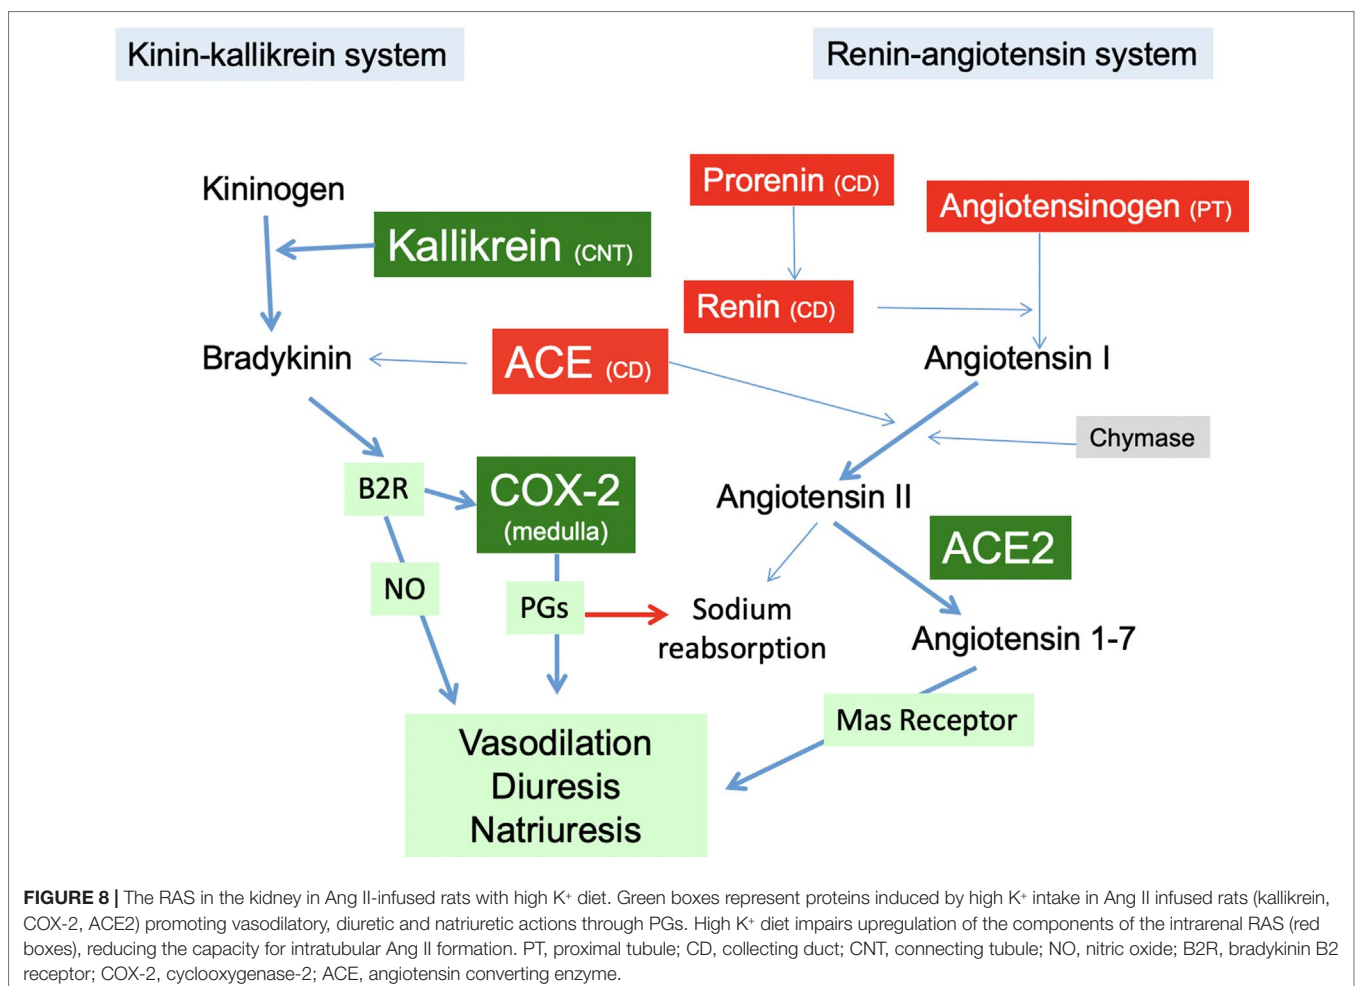 Kinin-kallikrein system
Renin-angiotensin system
Kininogen
Prorenin (CD)
Angiotensinogen (PT)
Kallikrein (CNT)
Renin (CD)
Bradykinin
ACE (CD)
Angiotensin I
Chymase
B2R
COX-2
(medulla)
Angiotensin II
ACE2
NO
PGs
Sodium
reabsorption
Angiotensin 1-7
Mas Receptor
Vasodilation
Diuresis
Natriuresis
FIGURE 8 | The RAS in the kidney in Ang II-infused rats with high K⁺ diet. Green boxes represent proteins induced by high K⁺ intake in Ang II infused rats (kallikrein,
COX-2, ACE2) promoting vasodilatory, diuretic and natriuretic actions through PGs. High K⁺ diet impairs upregulation of the components of the intrarenal RAS (red
boxes), reducing the capacity for intratubular Ang II formation. PT, proximal tubule; CD, collecting duct; CNT, connecting tubule; NO, nitric oxide; B2R, bradykinin B2
receptor; COX-2, cyclooxygenase-2; ACE, angiotensin converting enzyme.